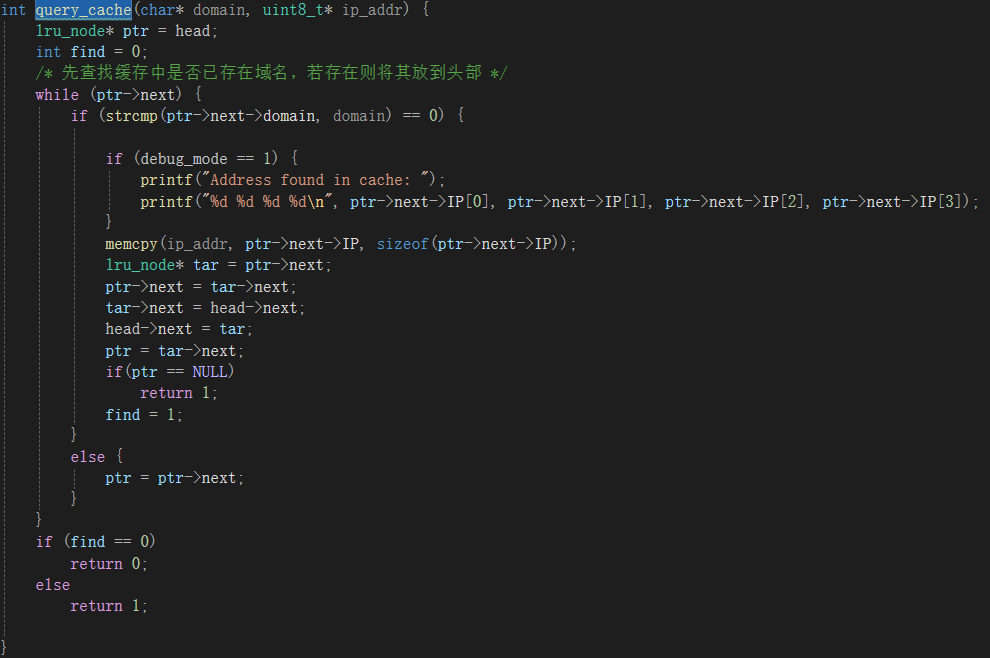 int query_cache(char* domain, uint8_t* ip_addr) {
    lru_node* ptr = head;
    int find = 0;
    /* 先查找缓存中是否已存在域名，若存在则将其放到头部 */
    while (ptr->next) {
        if (strcmp(ptr->next->domain, domain) == 0) {
            if (debug_mode == 1) {
                printf("Address found in cache: ");
                printf("%d %d %d %d\n", ptr->next->IP[0], ptr->next->IP[1], ptr->next->IP[2], ptr->next->IP[3]);
            }
            memcpy(ip_addr, ptr->next->IP, sizeof(ptr->next->IP));
            lru_node* tar = ptr->next;
            ptr->next = tar->next;
            tar->next = head->next;
            head->next = tar;
            ptr = tar->next;
            if(ptr == NULL)
                return 1;
            find = 1;
        }
        else {
            ptr = ptr->next;
        }
    }
    if (find == 0)
        return 0;
    else
        return 1;
}